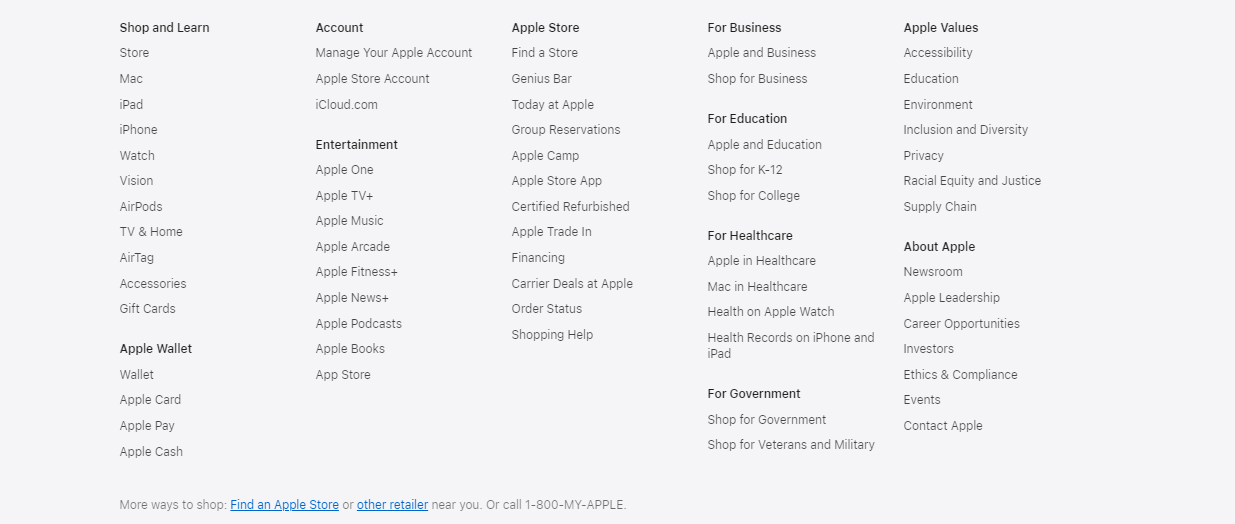 Shop and Learn
Store
Mac
iPad
iPhone
Watch
Vision
AirPods
TV & Home
AirTag
Accessories
Gift Cards
Apple Wallet
Wallet
Apple Card
Apple Pay
Apple Cash
Account
Manage Your Apple Account
Apple Store Account
iCloud.com
Entertainment
Apple One
Apple TV+
Apple Music
Apple Arcade
Apple Fitness+
Apple News+
Apple Podcasts
Apple Books
App Store
Apple Store
Find a Store
Genius Bar
Today at Apple
Group Reservations
Apple Camp
Apple Store App
Certified Refurbished
Apple Trade In
Financing
Carrier Deals at Apple
Order Status
Shopping Help
For Business
Apple and Business
Shop for Business
For Education
Apple and Education
Shop for K-12
Shop for College
For Healthcare
Apple in Healthcare
Mac in Healthcare
Health on Apple Watch
Health Records on iPhone and
iPad
For Government
Shop for Government
Shop for Veterans and Military
Apple Values
Accessibility
Education
Environment
Inclusion and Diversity
Privacy
Racial Equity and Justice
Supply Chain
About Apple
Newsroom
Apple Leadership
Career Opportunities
Investors
Ethics & Compliance
Events
Contact Apple
More ways to shop: Find an Apple Store or other retailer near you. Or call 1-800-MY-APPLE.